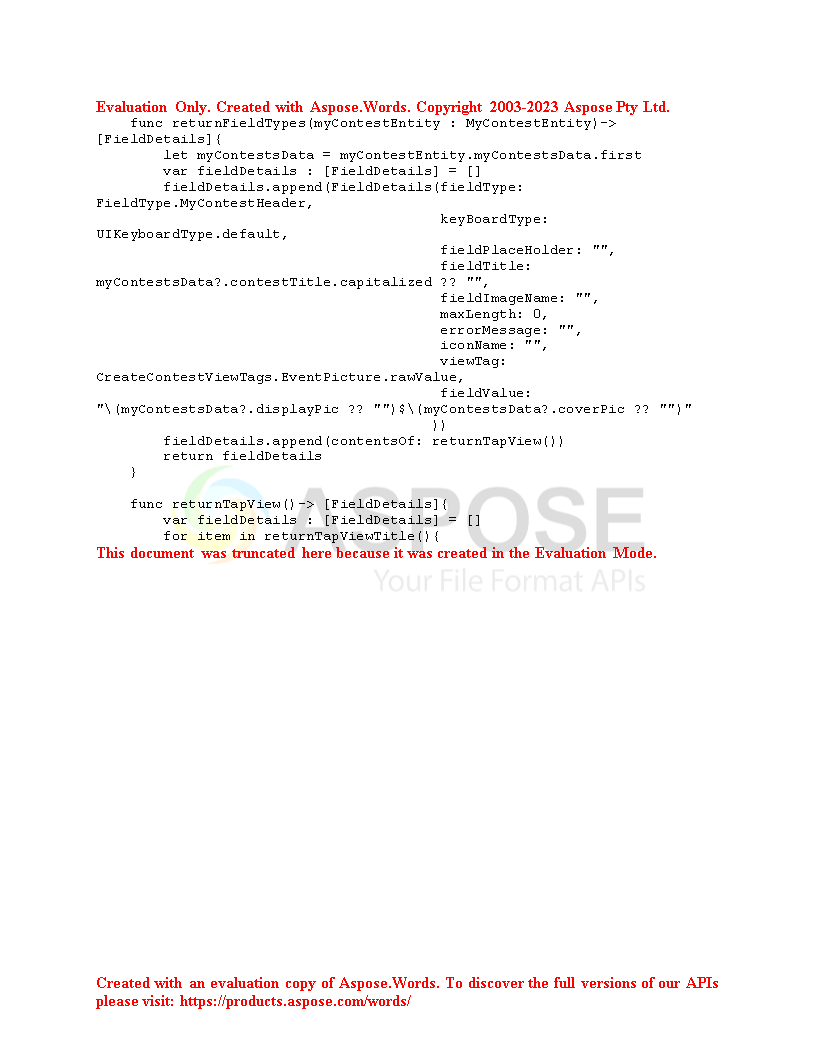 Evaluation Only. Created with Aspose.Words. Copyright 2003-2023 Aspose Pty Ltd.
    func returnFieldTypes(myContestEntity : MyContestEntity)->
[FieldDetails]{
        let myContestsData = myContestEntity.myContestsData.first
        var fieldDetails : [FieldDetails] = []
        fieldDetails.append(FieldDetails(fieldType:
FieldType.MyContestHeader,
                                         keyBoardType:
UIKeyboardType.default,
                                         fieldPlaceHolder: "",
                                         fieldTitle:
myContestsData?.contestTitle.capitalized ?? "",
                                         fieldImageName: "",
                                         maxLength: 0,
                                         errorMessage: "",
                                         iconName: "",
                                         viewTag:
CreateContestViewTags.EventPicture.rawValue,
                                         fieldValue:
"\(myContestsData?.displayPic ?? "")$\(myContestsData?.coverPic ?? "")"
                                        ))
        fieldDetails.append(contentsOf: returnTapView())
        return fieldDetails
    }
ASPOSE
    func returnTapView()-> [FieldDetails]{
        var fieldDetails : [FieldDetails] = []
        for item in returnTapViewTitle(){
This document was truncated here because it was created in the Evaluation Mode.
Your File Format APIs
Created with an evaluation copy of Aspose.Words. To discover the full versions of our APIs
please visit: https://products.aspose.com/words/